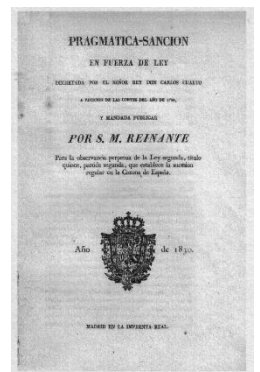 PRAGMATICA-SANCION
EN FUERZA DE LEY
DECRETADA POR EL SEÑOR REY DON CARLOS CUARTO
A PETICION DE LAS CORTES DEL AÑO DE 1789,
Y MANDADA PUBLICAR
POR S. M. REINANTE
Para la observancia perpetua de la Ley segunda, título
quince, partida segunda, que establece la sucesion
regular en la Corona de España.
Año de 1830.
MADRID EN LA IMPRENTA REAL.